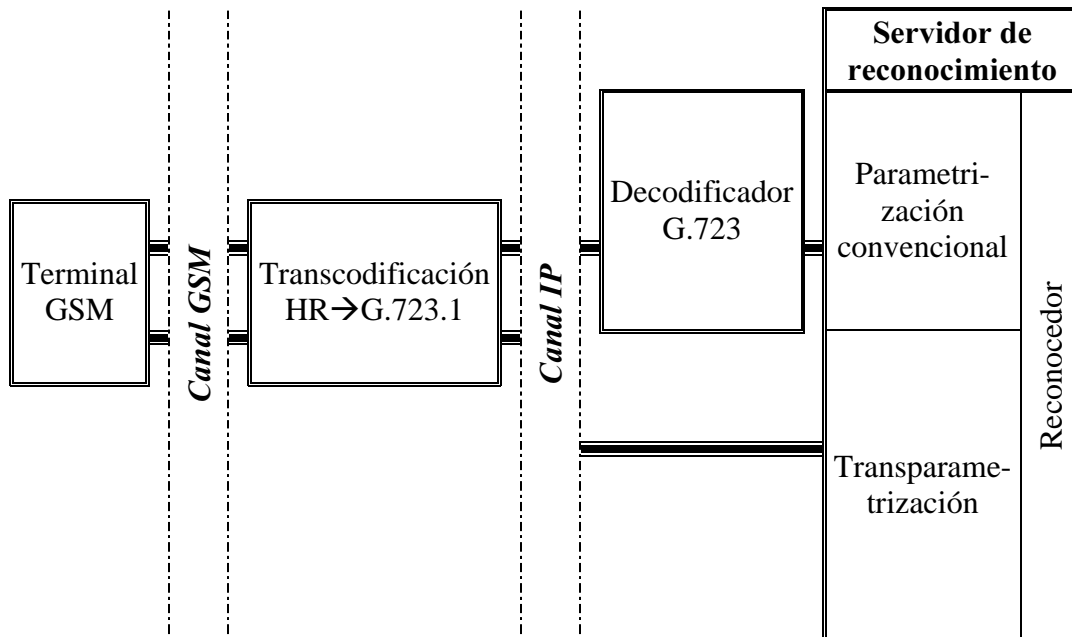 Servidor de
reconocimiento
Terminal
GSM
Canal GSM
Transcodificación
HR→G.723.1
Canal IP
Decodificador
G.723
Parametri-
zación
convencional
Transparame-
trización
Reconocedor